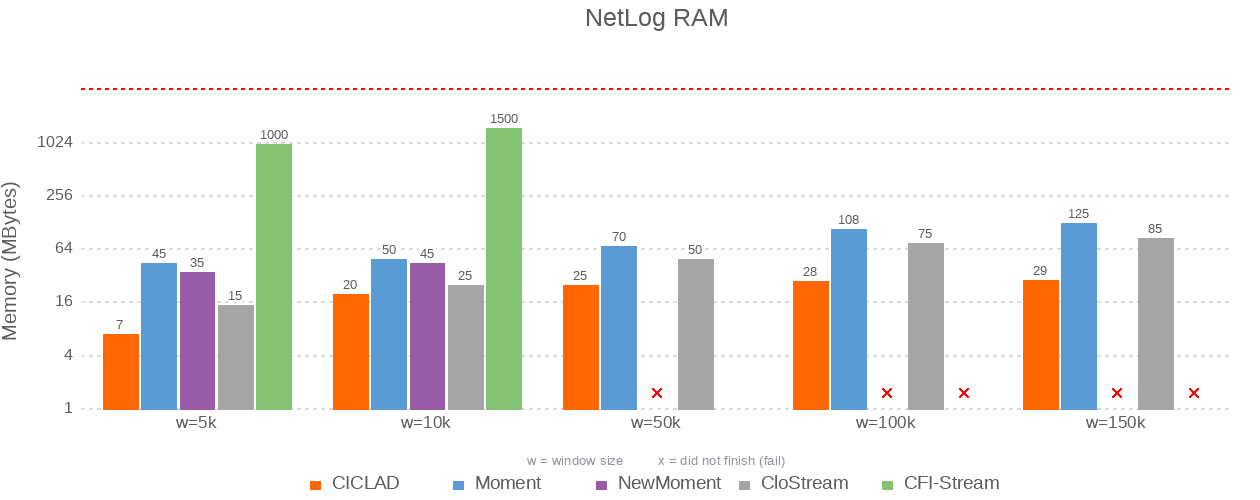 NetLog RAM
Memory (MBytes)
1024
256
64
16
4
1
7
45
35
15
1000
20
50
45
25
1500
25
70
50
28
108
75
29
125
85
w=5k
w=10k
w=50k
w=100k
w=150k
w = window size x = did not finish (fail)
CICLAD Moment NewMoment CloStream CFI-Stream